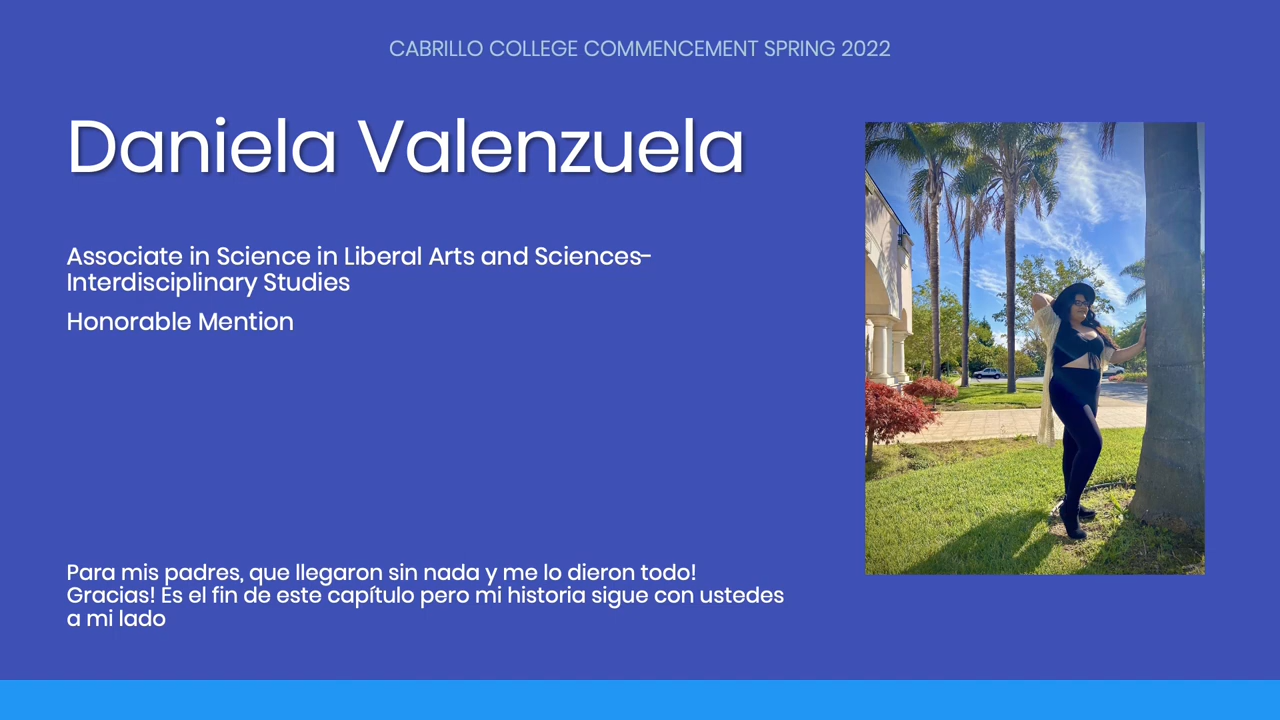 CABRILLO COLLEGE COMMENCEMENT SPRING 2022
Daniela Valenzuela
Associate in Science in Liberal Arts and Sciences–
Interdisciplinary Studies
Honorable Mention
Para mis padres, que llegaron sin nada y me lo dieron todo!
Gracias! Es el fin de este capítulo pero mi historia sigue con ustedes
a mi lado